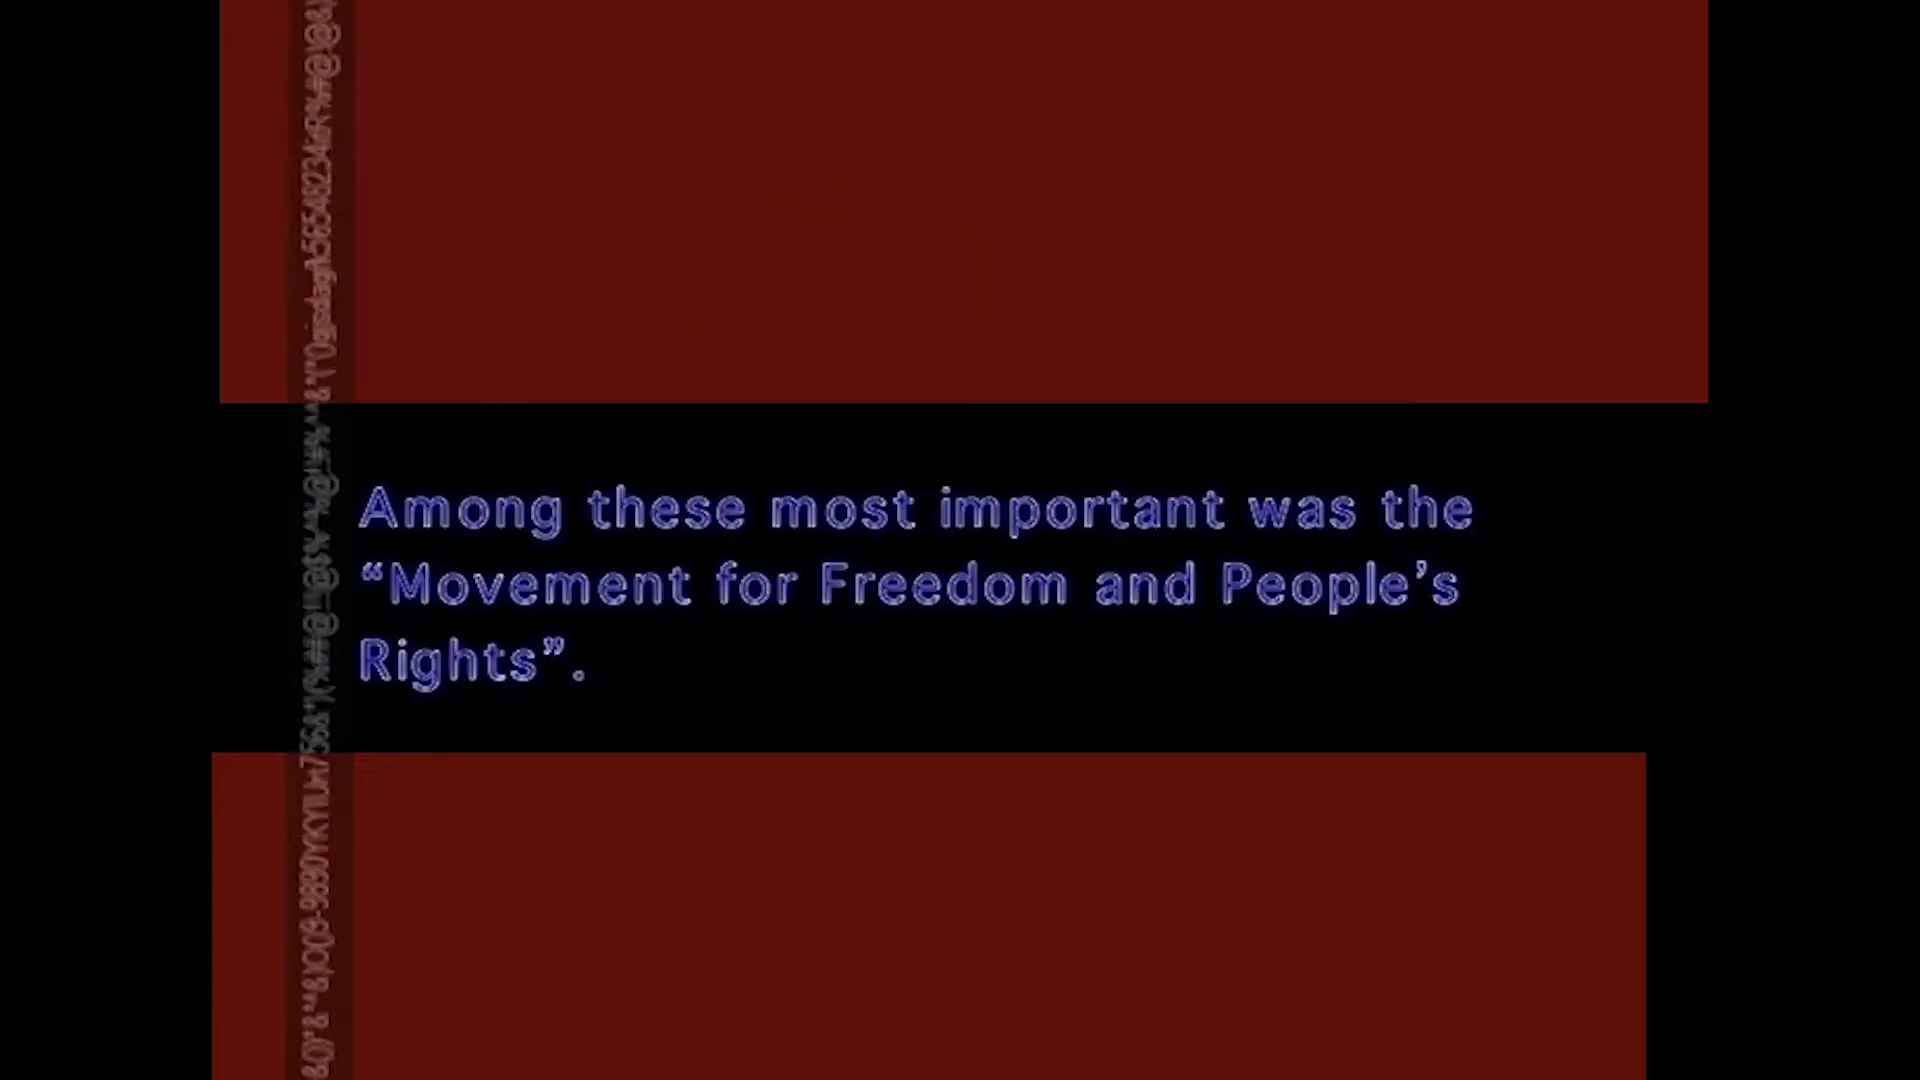 Among these most important was the
“Movement for Freedom and People’s
Rights”.